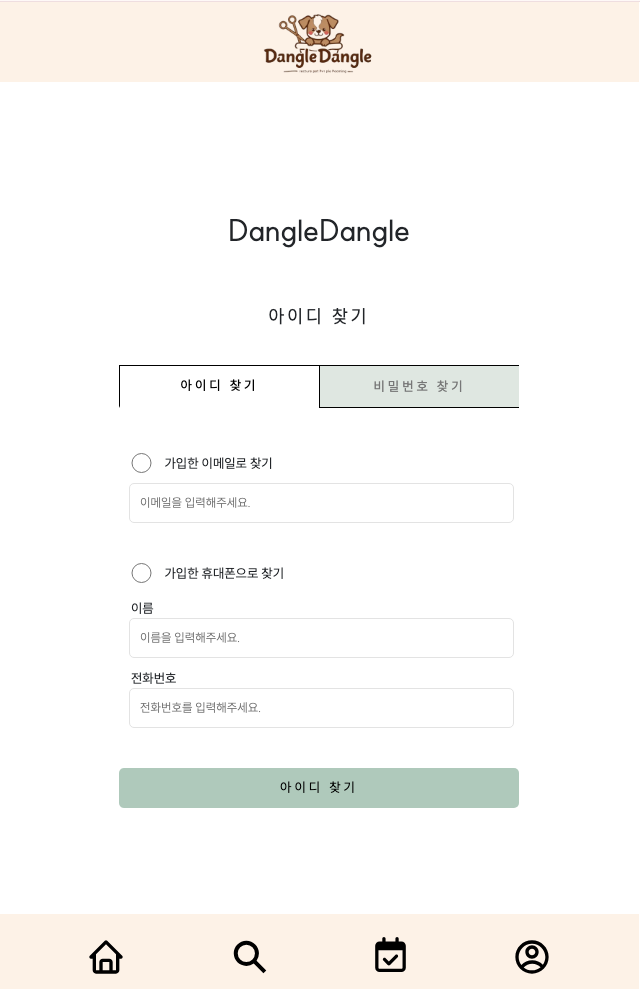 DangleDangle
DangleDangle
아이디 찾기
아이디 찾기
비밀번호 찾기
가입한 이메일로 찾기
이메일을 입력해주세요.
가입한 휴대폰으로 찾기
이름
이름을 입력해주세요.
전화번호
전화번호를 입력해주세요.
아이디 찾기